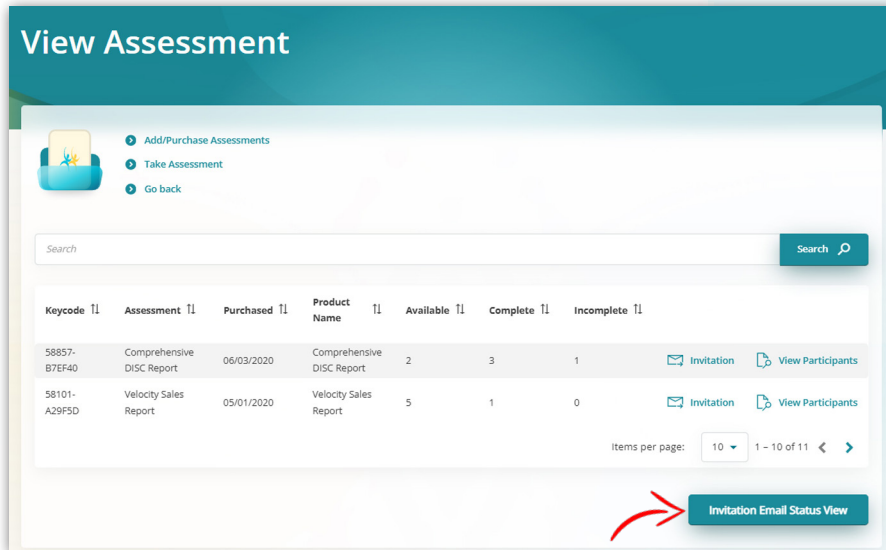 View Assessment
Add/Purchase Assessments
Take Assessment
Go back
Search
Search
Keycode Assessment Purchased Product Name Available Complete Incomplete
58857-B7EF40 Comprehensive DISC Report 06/03/2020 Comprehensive DISC Report 2 3 1 Invitation View Participants
58101-A29F5D Velocity Sales Report 05/01/2020 Velocity Sales Report 5 1 0 Invitation View Participants
Items per page: 10 1 – 10 of 11
Invitation Email Status View